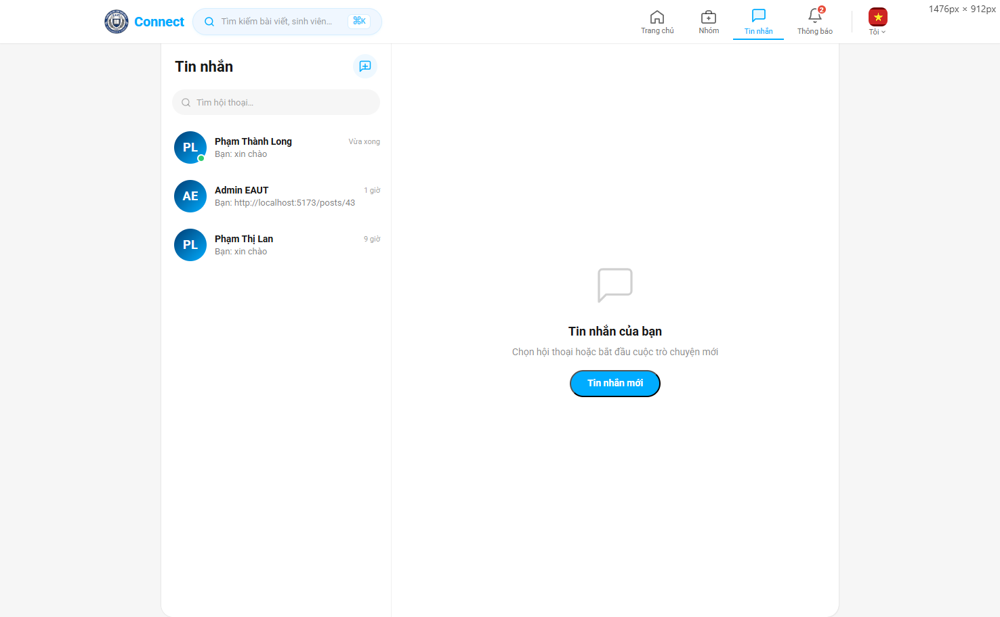 Connect
Tìm kiếm bài viết, sinh viên...
⌘K
Trang chủ
Nhóm
Tin nhắn
2
Thông báo
Tôi
1476px × 912px
Tin nhắn
Tìm hội thoại...
PL
Phạm Thành Long
Vừa xong
Bạn: xin chào
AE
Admin EAUT
1 giờ
Bạn: http://localhost:5173/posts/43
PL
Phạm Thị Lan
9 giờ
Bạn: xin chào
Tin nhắn của bạn
Chọn hội thoại hoặc bắt đầu cuộc trò chuyện mới
Tin nhắn mới